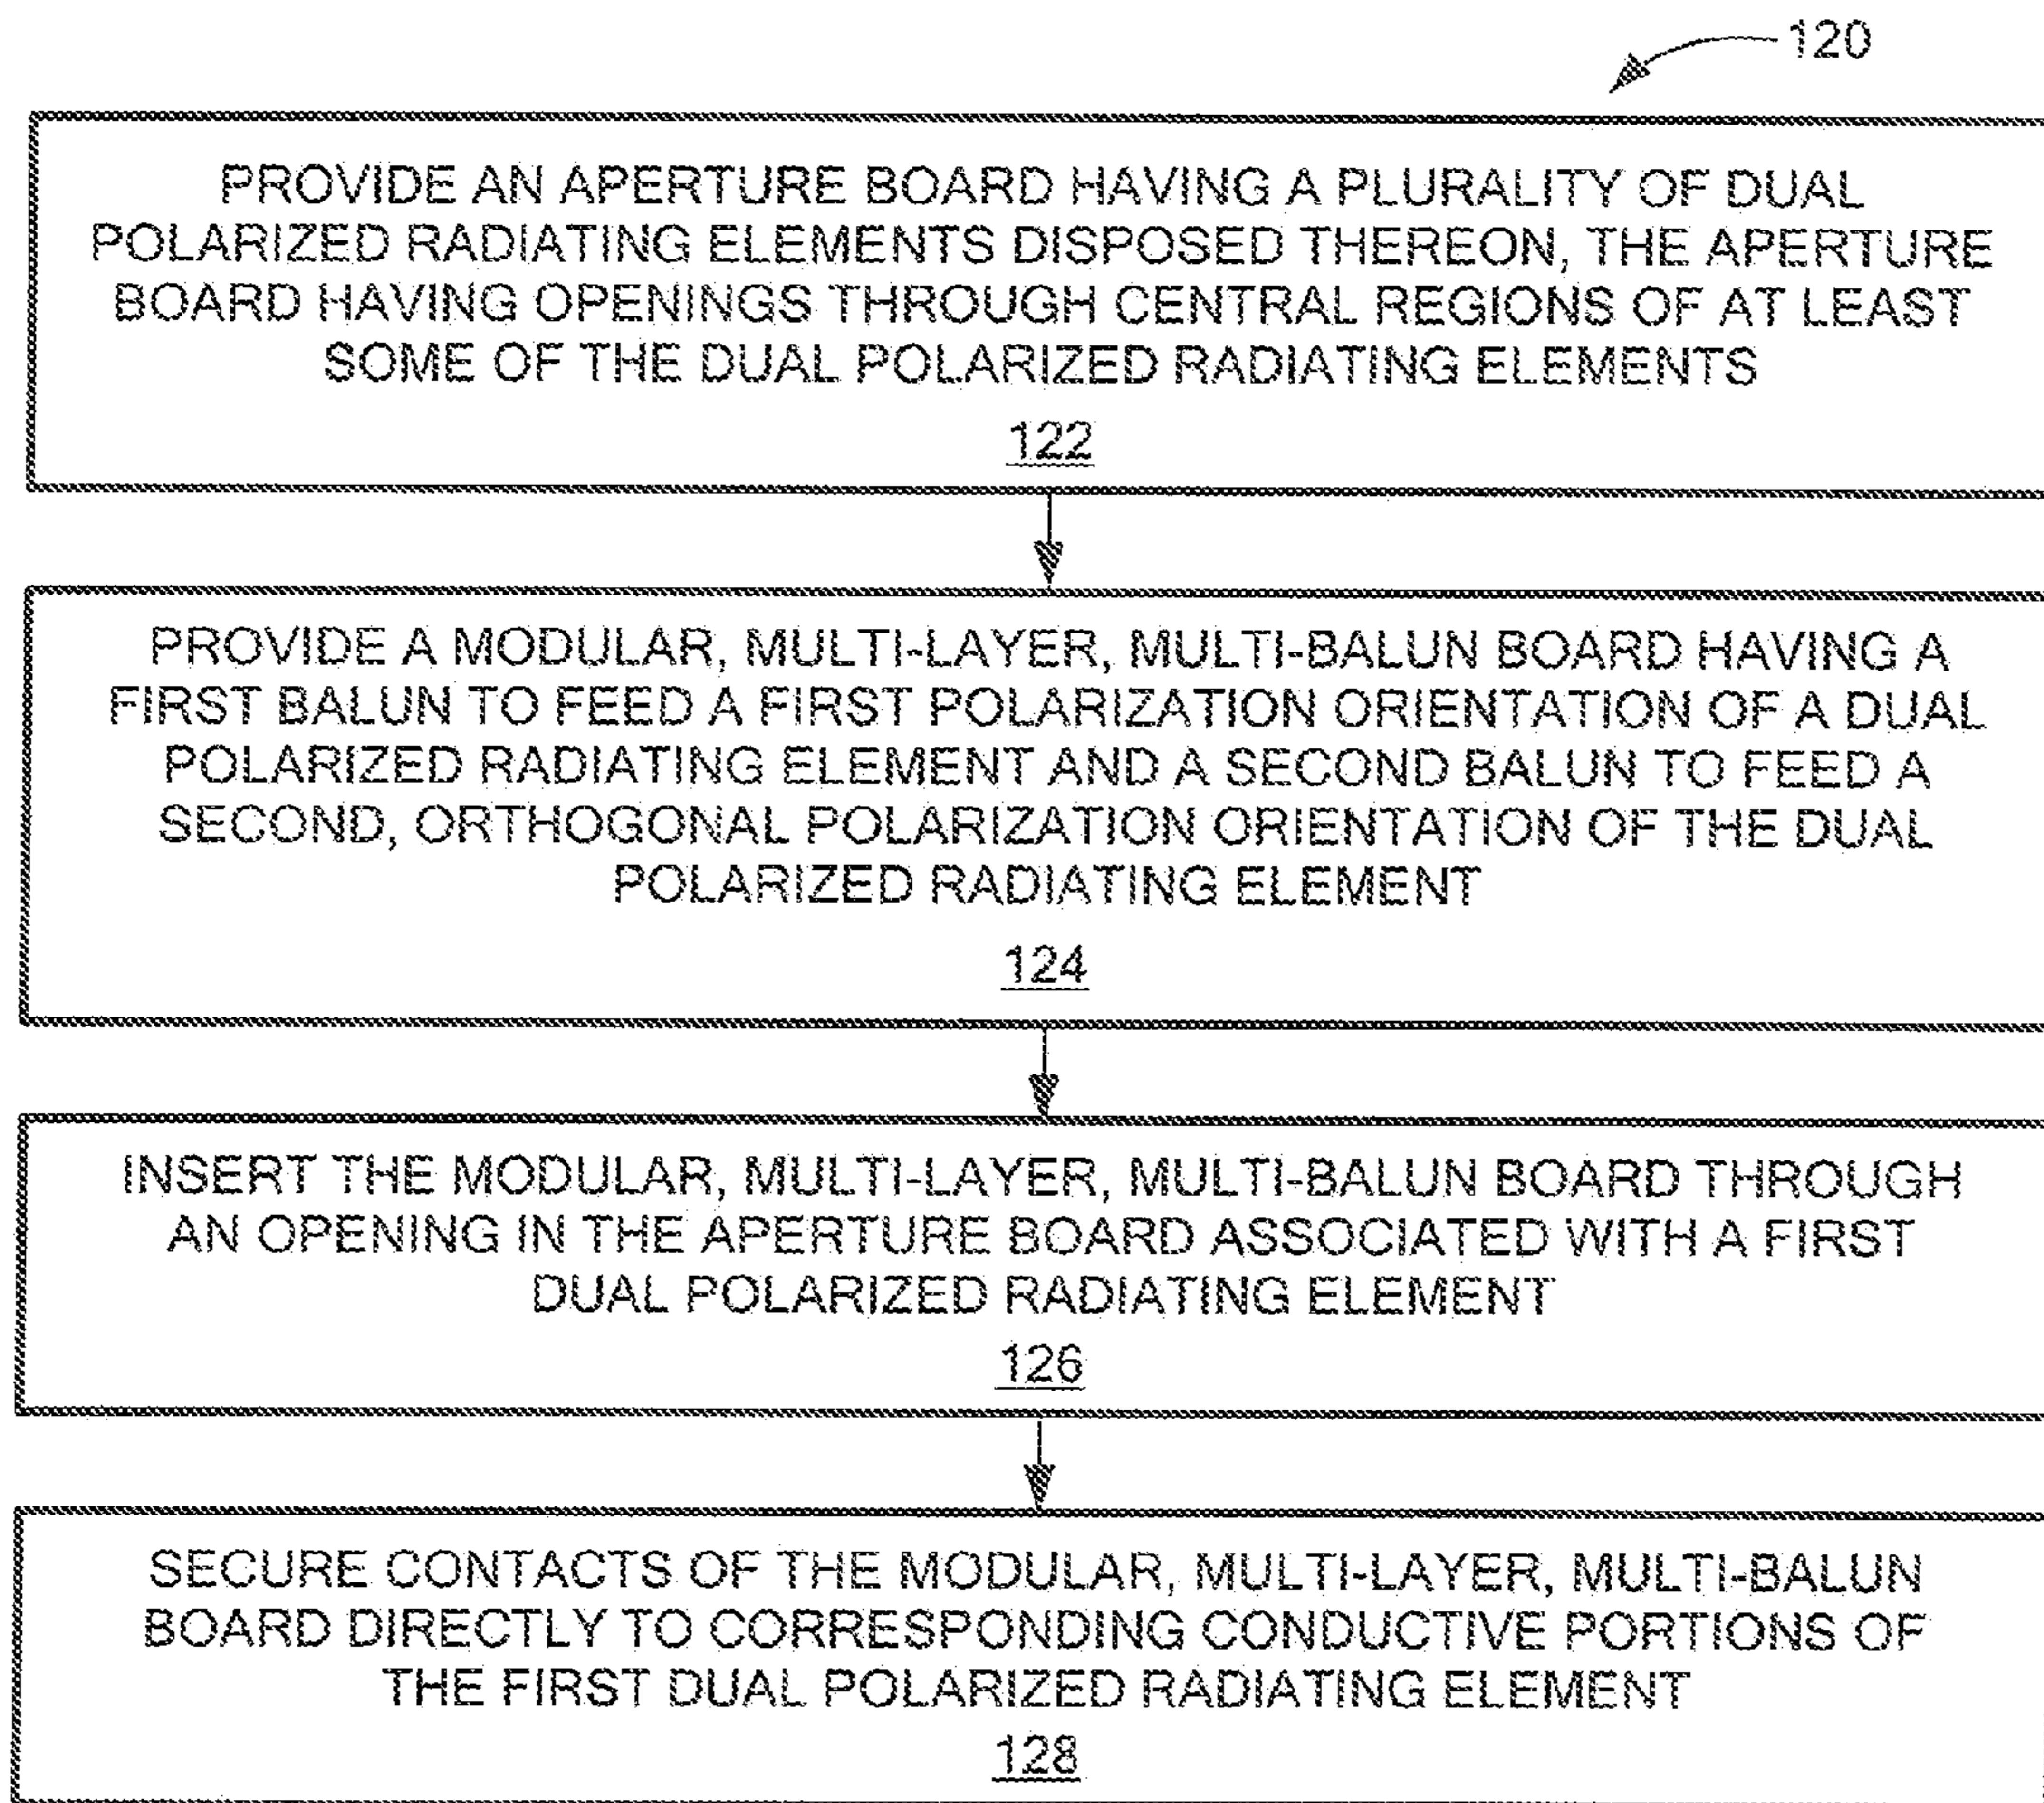 120
PROVIDE AN APERTURE BOARD HAVING A PLURALITY OF DUAL
POLARIZED RADIATING ELEMENTS DISPOSED THEREON, THE APERTURE
BOARD HAVING OPENINGS THROUGH CENTRAL REGIONS OF AT LEAST
SOME OF THE DUAL POLARIZED RADIATING ELEMENTS
122
PROVIDE A MODULAR, MULTI-LAYER, MULTI-BALUN BOARD HAVING A
FIRST BALUN TO FEED A FIRST POLARIZATION ORIENTATION OF A DUAL
POLARIZED RADIATING ELEMENT AND A SECOND BALUN TO FEED A
SECOND, ORTHOGONAL POLARIZATION ORIENTATION OF THE DUAL
POLARIZED RADIATING ELEMENT
124
INSERT THE MODULAR, MULTI-LAYER, MULTI-BALUN BOARD THROUGH
AN OPENING IN THE APERTURE BOARD ASSOCIATED WITH A FIRST
DUAL POLARIZED RADIATING ELEMENT
126
SECURE CONTACTS OF THE MODULAR, MULTI-LAYER, MULTI-BALUN
BOARD DIRECTLY TO CORRESPONDING CONDUCTIVE PORTIONS OF
THE FIRST DUAL POLARIZED RADIATING ELEMENT
128